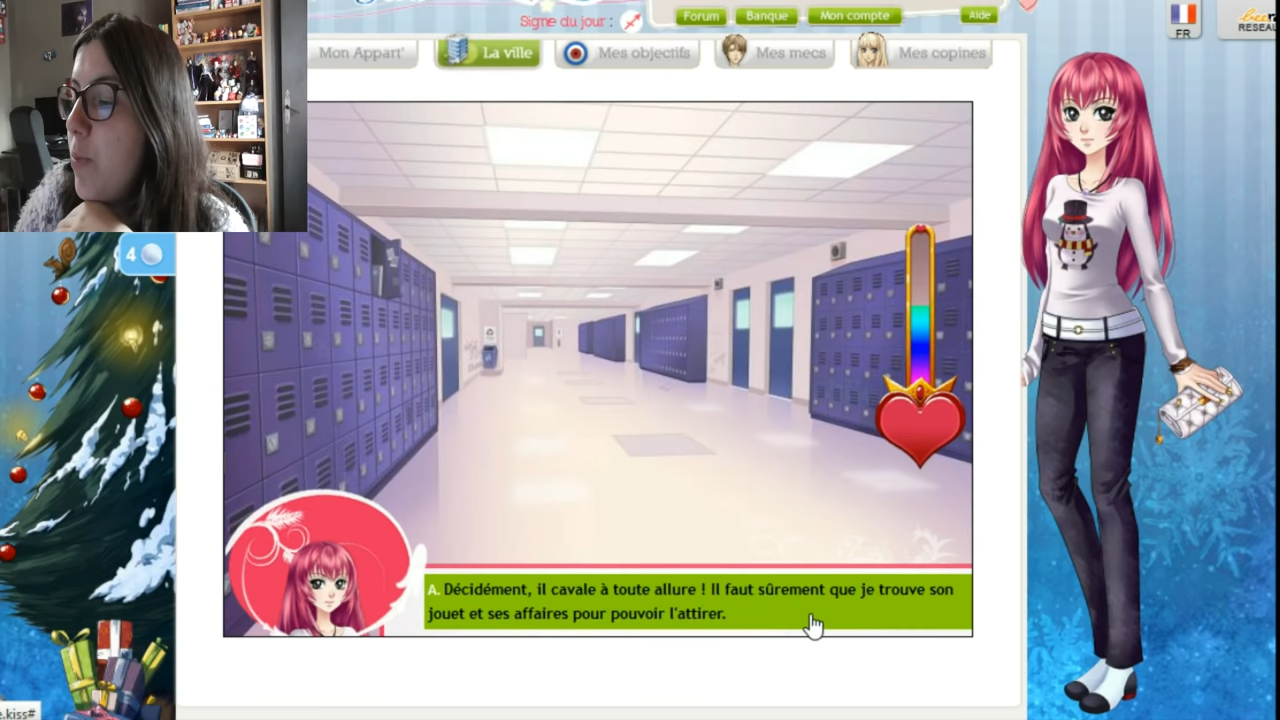 Signe du jour :
Forum
Banque
Mon compte
Aide
FR
RESEAU
Mon Appart'
La ville
Mes objectifs
Mes mecs
Mes copines
4
A. Décidément, il cavale à toute allure ! Il faut sûrement que je trouve son
jouet et ses affaires pour pouvoir l'attirer.
e.kiss#